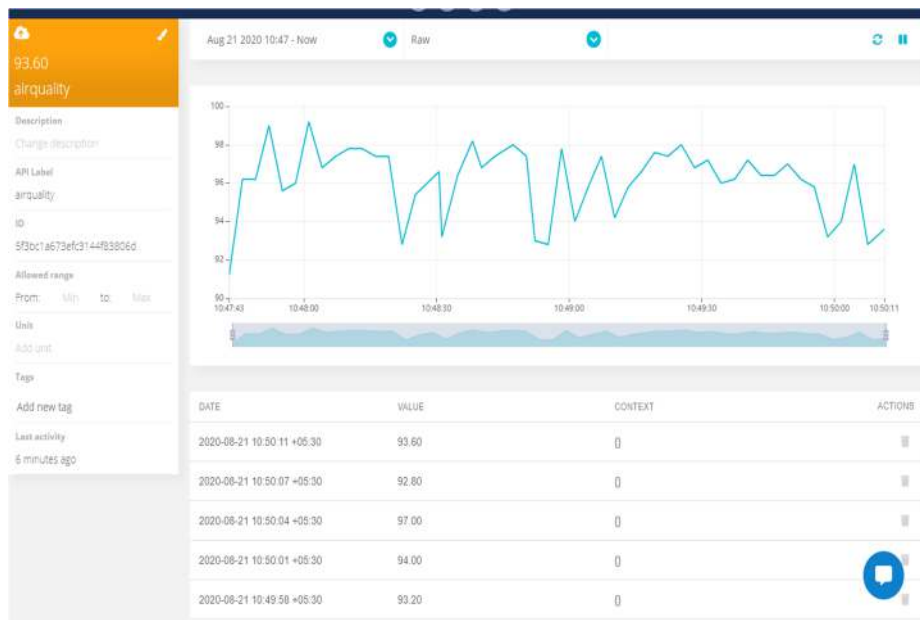 93.60
airquality
Description
Change description
API Label
airquality
ID
5f3bc1a673efc3144f83806d
Allowed range
From: Min to: Max
Unit
Add unit
Tags
Add new tag
Last activity
6 minutes ago
Aug 21 2020 10:47 - Now
Raw
100
98
96
94
92
90
10:47:43 10:48:00 10:48:30 10:49:00 10:49:30 10:50:00 10:50:11
DATE VALUE CONTEXT ACTIONS
2020-08-21 10:50:11 +05:30 93.60 {}
2020-08-21 10:50:07 +05:30 92.80 {}
2020-08-21 10:50:04 +05:30 97.00 {}
2020-08-21 10:50:01 +05:30 94.00 {}
2020-08-21 10:49:58 +05:30 93.20 {}